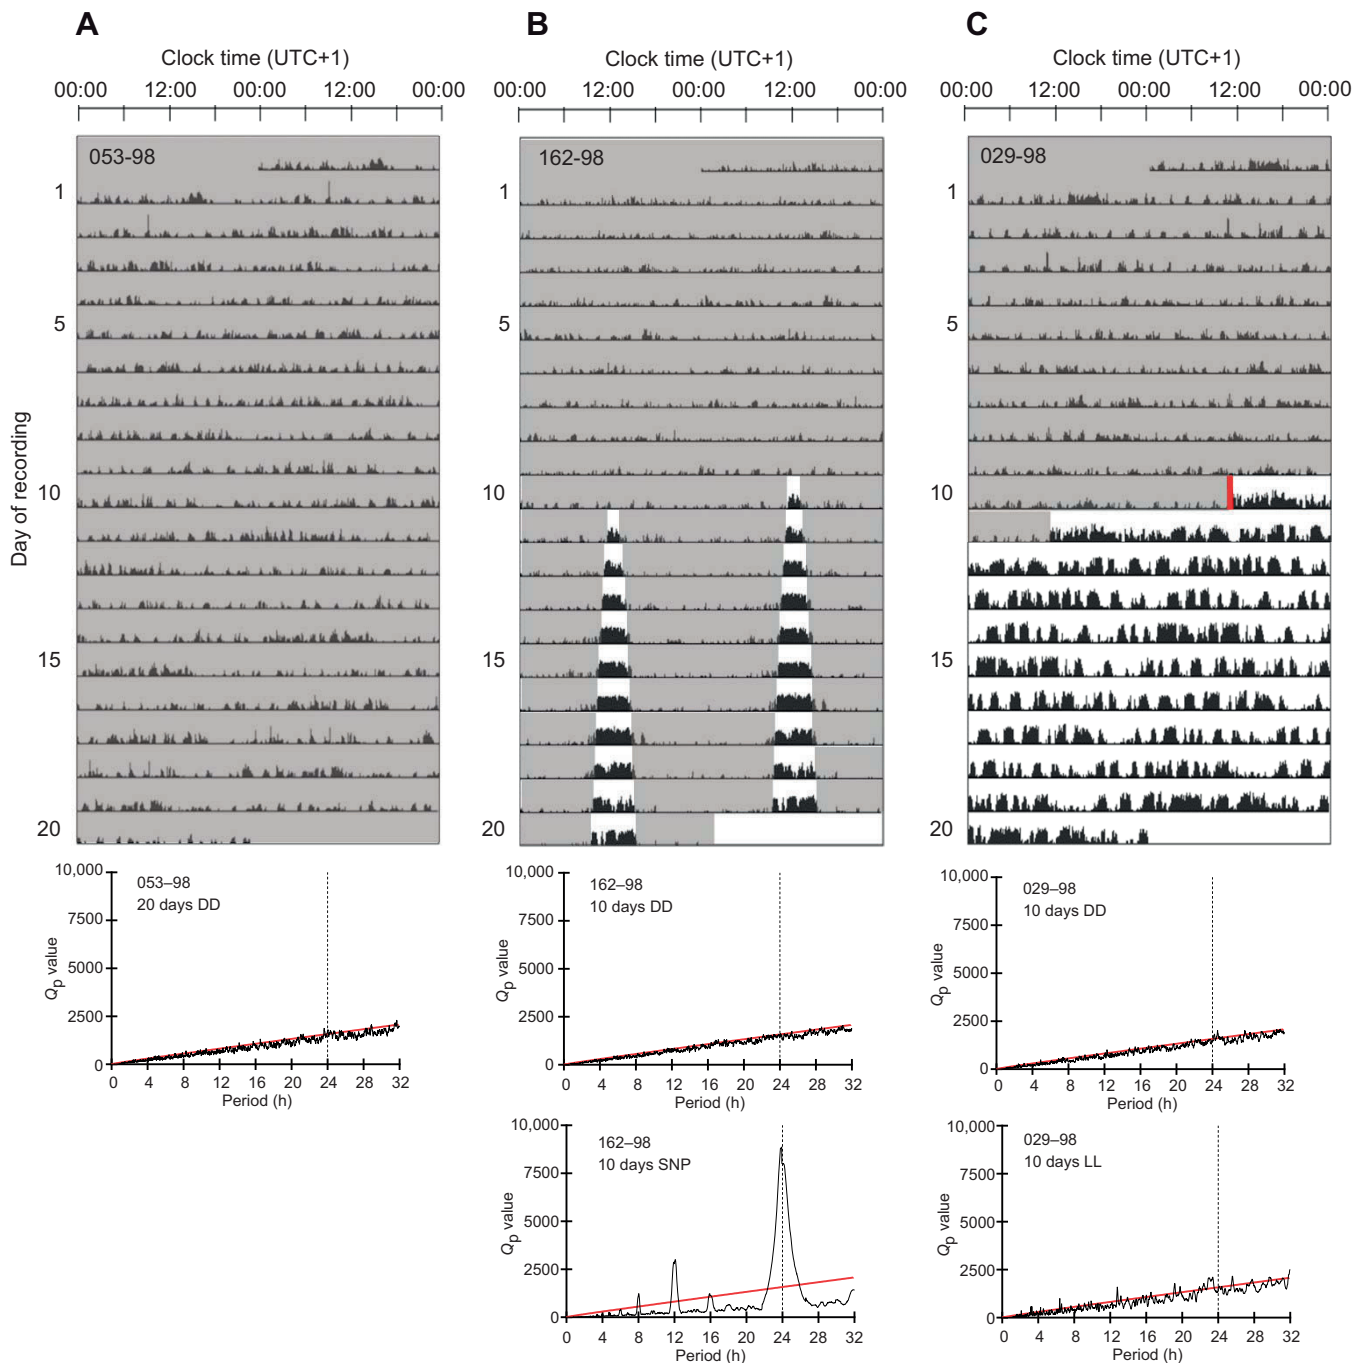 A
B
C
Clock time (UTC+1)
Clock time (UTC+1)
Clock time (UTC+1)
00:00 12:00 00:00 12:00 00:00
00:00 12:00 00:00 12:00 00:00
00:00 12:00 00:00 12:00 00:00
Day of recording
053-98
1
5
10
15
20
162-98
1
5
10
15
20
029-98
1
5
10
15
20
10,000
7500
5000
2500
0
Qp value
053–98
20 days DD
0 4 8 12 16 20 24 28 32
Period (h)
10,000
7500
5000
2500
0
Qp value
162–98
10 days DD
0 4 8 12 16 20 24 28 32
Period (h)
10,000
7500
5000
2500
0
Qp value
029–98
10 days DD
0 4 8 12 16 20 24 28 32
Period (h)
10,000
7500
5000
2500
0
Qp value
162–98
10 days SNP
0 4 8 12 16 20 24 28 32
Period (h)
10,000
7500
5000
2500
0
Qp value
029–98
10 days LL
0 4 8 12 16 20 24 28 32
Period (h)